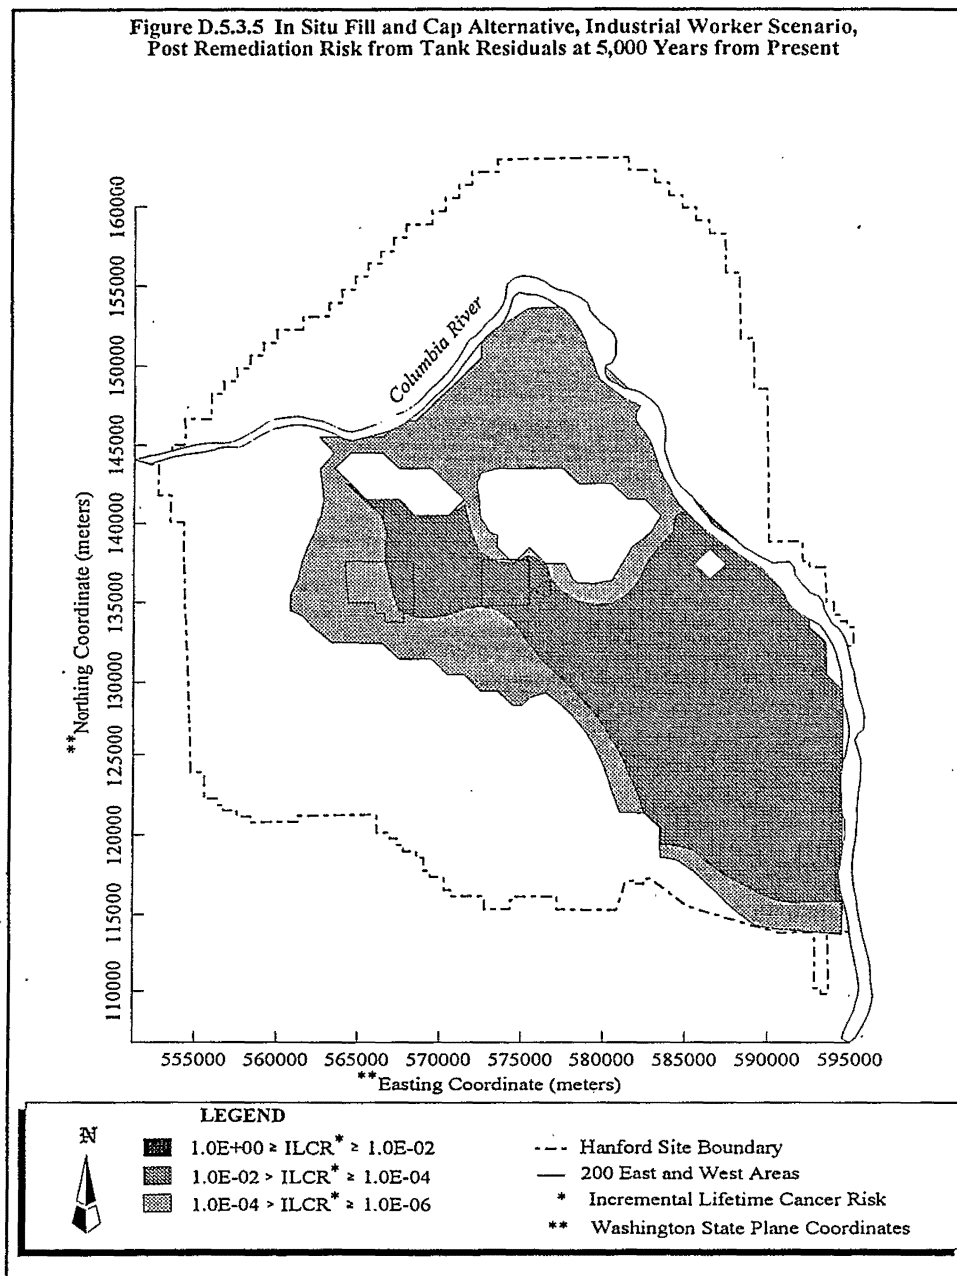 Figure D.5.3.5 In Situ Fill and Cap Alternative, Industrial Worker Scenario,
Post Remediation Risk from Tank Residuals at 5,000 Years from Present
160000
155000
150000
145000
140000
135000
130000
125000
120000
115000
110000
**Northing Coordinate (meters)
Columbia River
555000 560000 565000 570000 575000 580000 585000 590000 595000
**Easting Coordinate (meters)
LEGEND
N
1.0E+00 ≥ ILCR* ≥ 1.0E-02
1.0E-02 > ILCR* ≥ 1.0E-04
1.0E-04 > ILCR* ≥ 1.0E-06
Hanford Site Boundary
200 East and West Areas
* Incremental Lifetime Cancer Risk
** Washington State Plane Coordinates